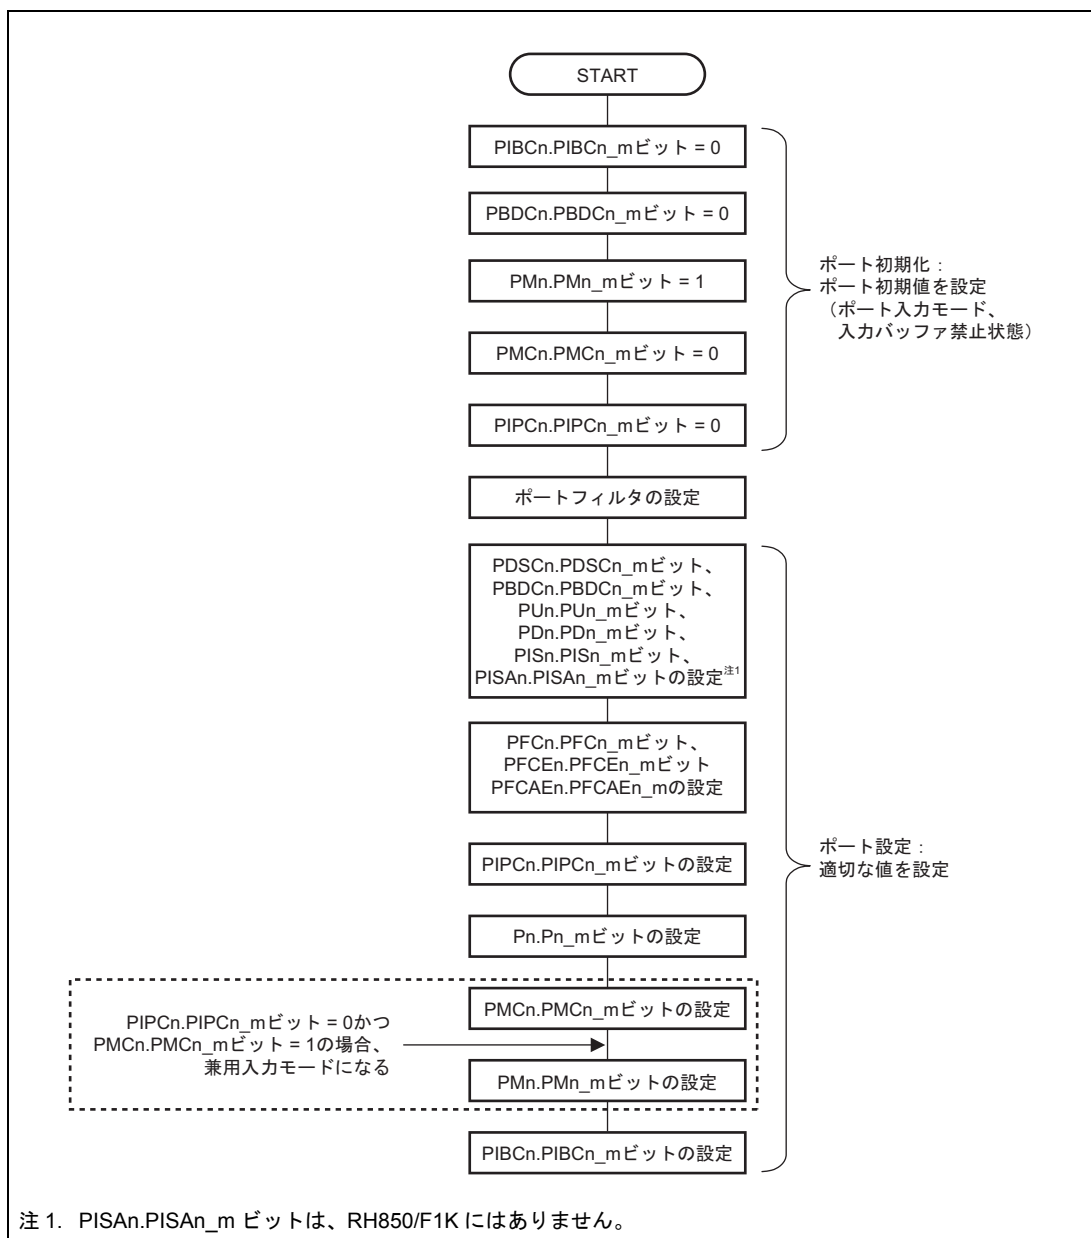 START
PIBCn.PIBCn_mビット = 0
PBDCn.PBDCn_mビット = 0
PMn.PMn_mビット = 1
PMCn.PMCn_mビット = 0
PIPCn.PIPCn_mビット = 0
ポート初期化：
ポート初期値を設定
（ポート入力モード、
入力バッファ禁止状態）
ポートフィルタの設定
PDSCn.PDSCn_mビット、
PBDCn.PBDCn_mビット、
PUn.PUn_mビット、
PDn.PDn_mビット、
PISn.PISn_mビット、
PISAn.PISAn_mビットの設定注1
PFCn.PFCn_mビット、
PFCEn.PFCEn_mビット
PFCAEn.PFCAEn_mの設定
PIPCn.PIPCn_mビットの設定
ポート設定：
適切な値を設定
Pn.Pn_mビットの設定
PMCn.PMCn_mビットの設定
PIPCn.PIPCn_mビット = 0かつ
PMCn.PMCn_mビット = 1の場合、
兼用入力モードになる
PMn.PMn_mビットの設定
PIBCn.PIBCn_mビットの設定
注 1. PISAn.PISAn_m ビットは、RH850/F1K にはありません。